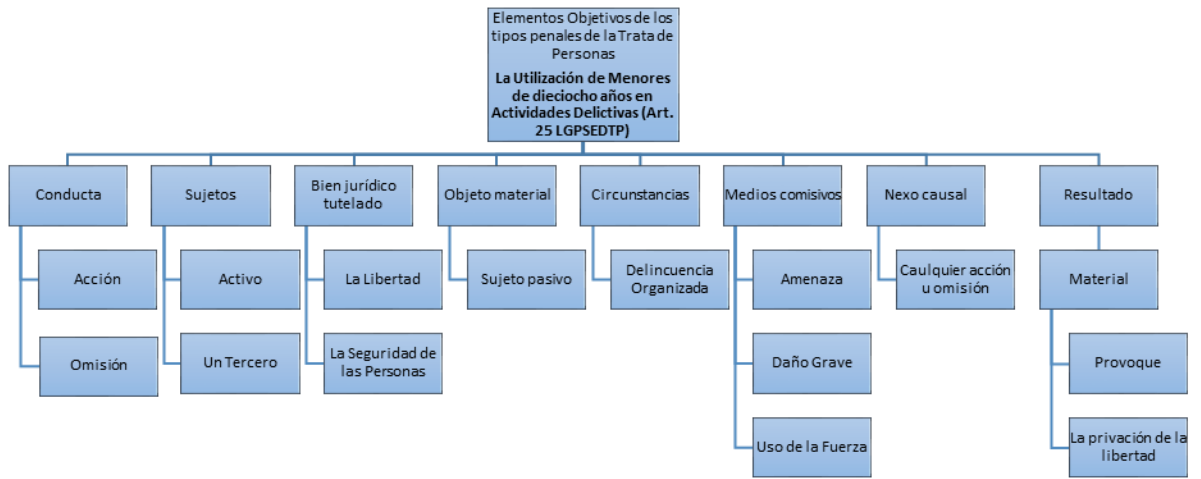 Elementos Objetivos de los
tipos penales de la Trata de
Personas
La Utilización de Menores
de dieciocho años en
Actividades Delictivas (Art.
25 LGPSEDTP)
Conducta
Sujetos
Bien jurídico
tutelado
Objeto material
Circunstancias
Medios comisivos
Nexo causal
Resultado
Acción
Activo
La Libertad
Sujeto pasivo
Delincuencia
Organizada
Amenaza
Caulquier acción
u omisión
Material
Omisión
Un Tercero
La Seguridad de
las Personas
Daño Grave
Provoque
Uso de la Fuerza
La privación de la
libertad